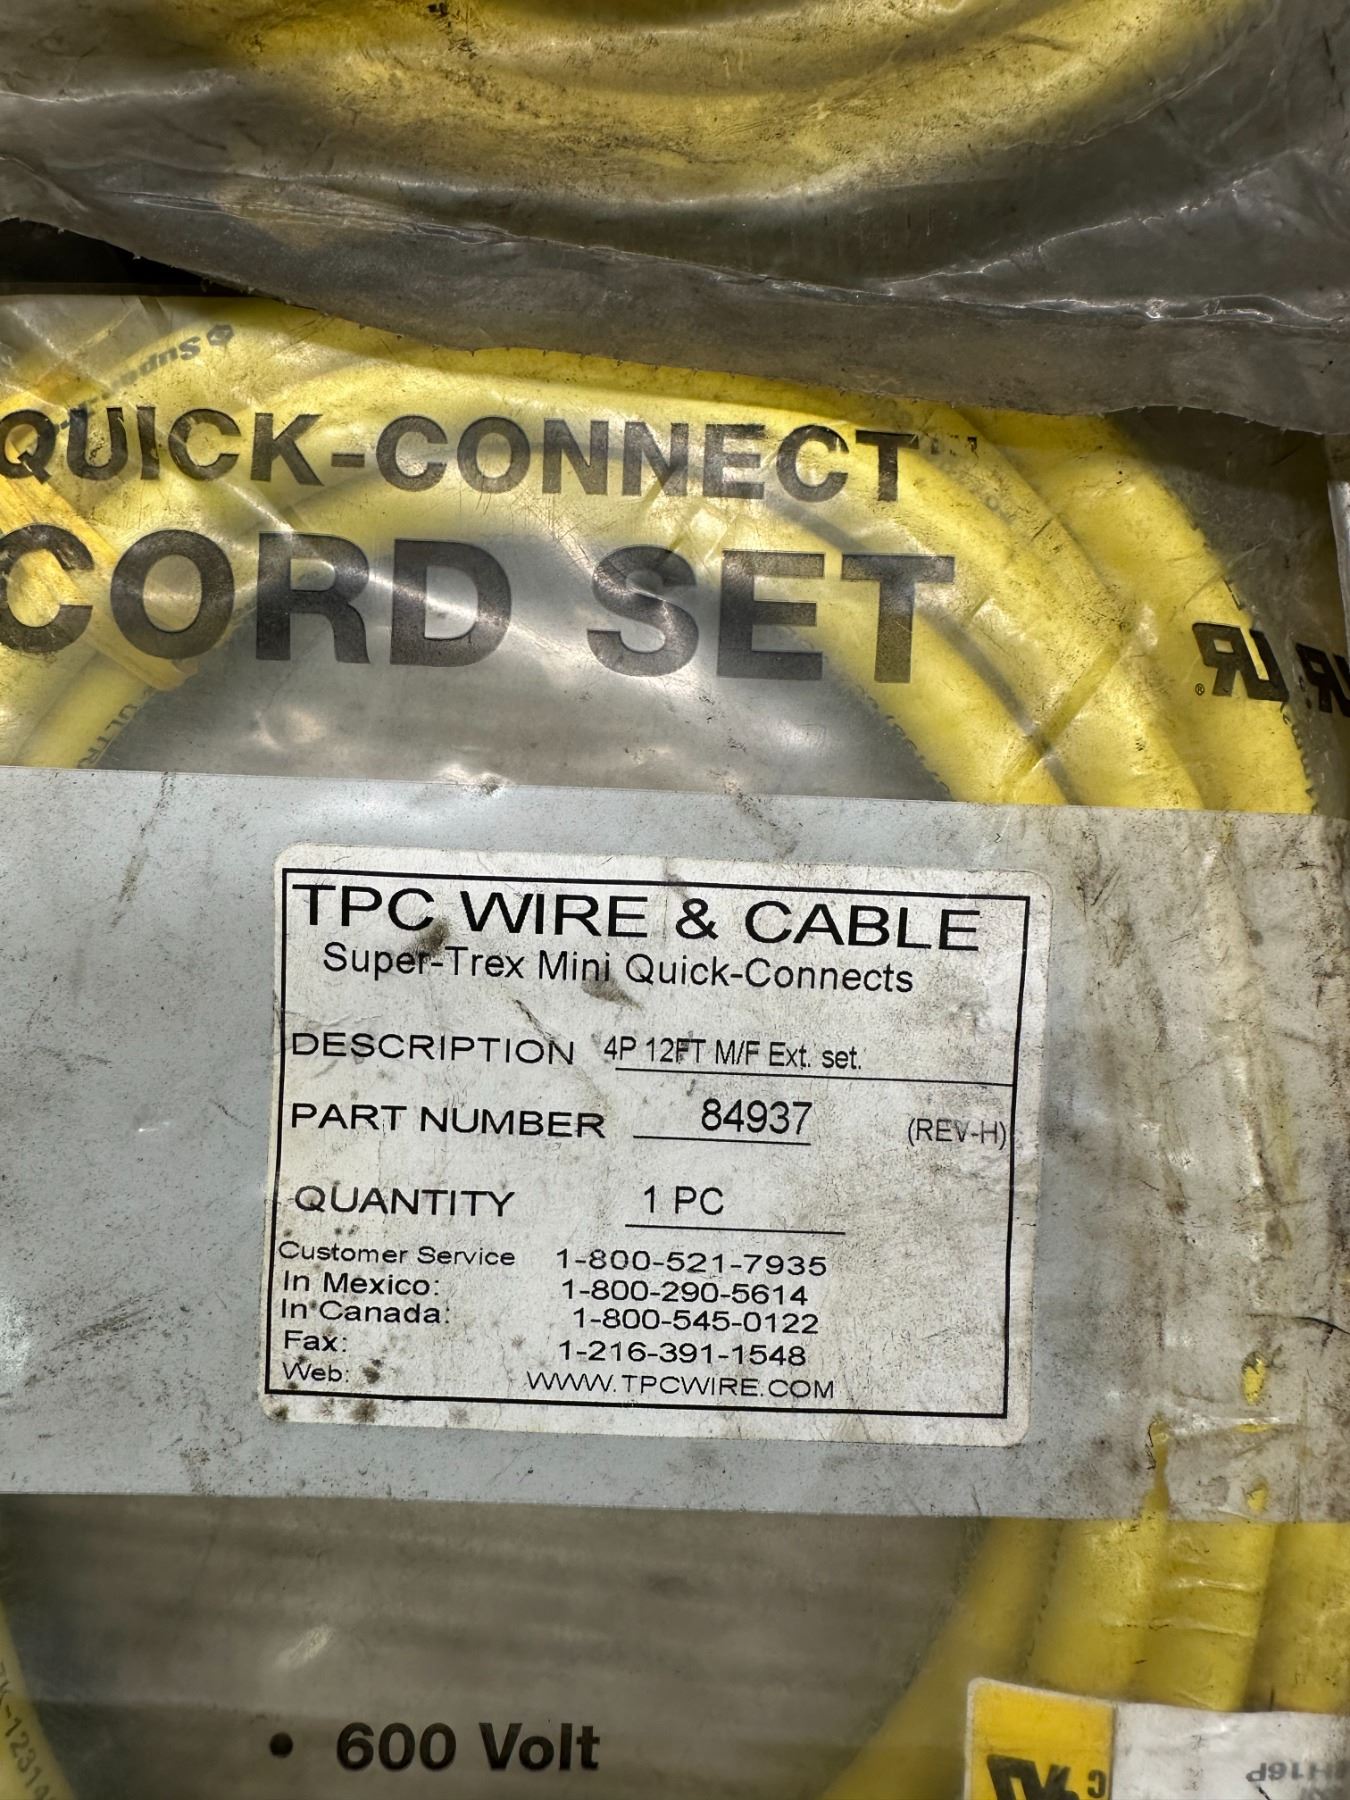 Super
QUICK-CONNECT™
CORD SET
TPC WIRE & CABLE
Super-Trex Mini Quick-Connects
DESCRIPTION 4P 12FT M/F Ext. set.
PART NUMBER 84937 (REV-H)
QUANTITY 1 PC
Customer Service 1-800-521-7935
In Mexico: 1-800-290-5614
In Canada: 1-800-545-0122
Fax: 1-216-391-1548
Web: WWW.TPCWIRE.COM
• 600 Volt